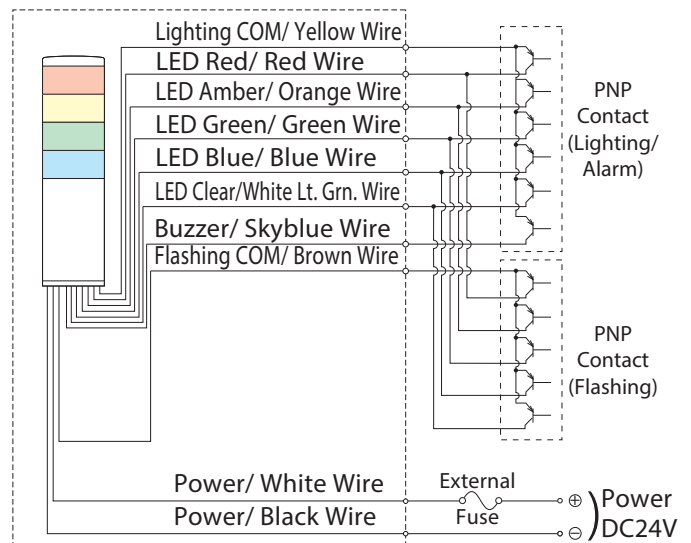 Lighting COM/ Yellow Wire
LED Red/ Red Wire
LED Amber/ Orange Wire
LED Green/ Green Wire
LED Blue/ Blue Wire
LED Clear/White Lt. Grn. Wire
Buzzer/ Skyblue Wire
Flashing COM/ Brown Wire
PNP
Contact
(Lighting/
Alarm)
PNP
Contact
(Flashing)
Power/ White Wire
Power/ Black Wire
External
Fuse
⊕
⊖
Power
DC24V